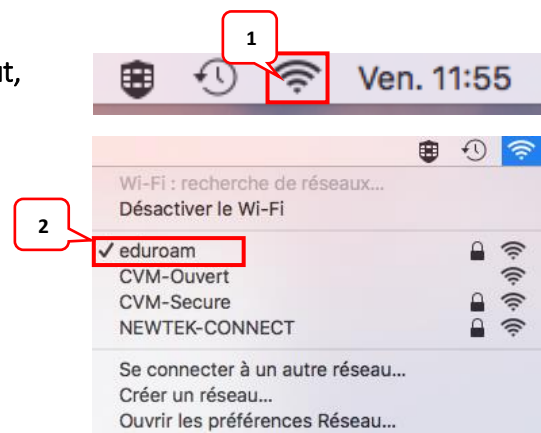 1
ut,
Ven. 11:55
Wi-Fi : recherche de réseaux...
Désactiver le Wi-Fi
2
✓ eduroam
CVM-Ouvert
CVM-Secure
NEWTEK-CONNECT
Se connecter à un autre réseau...
Créer un réseau...
Ouvrir les préférences Réseau...